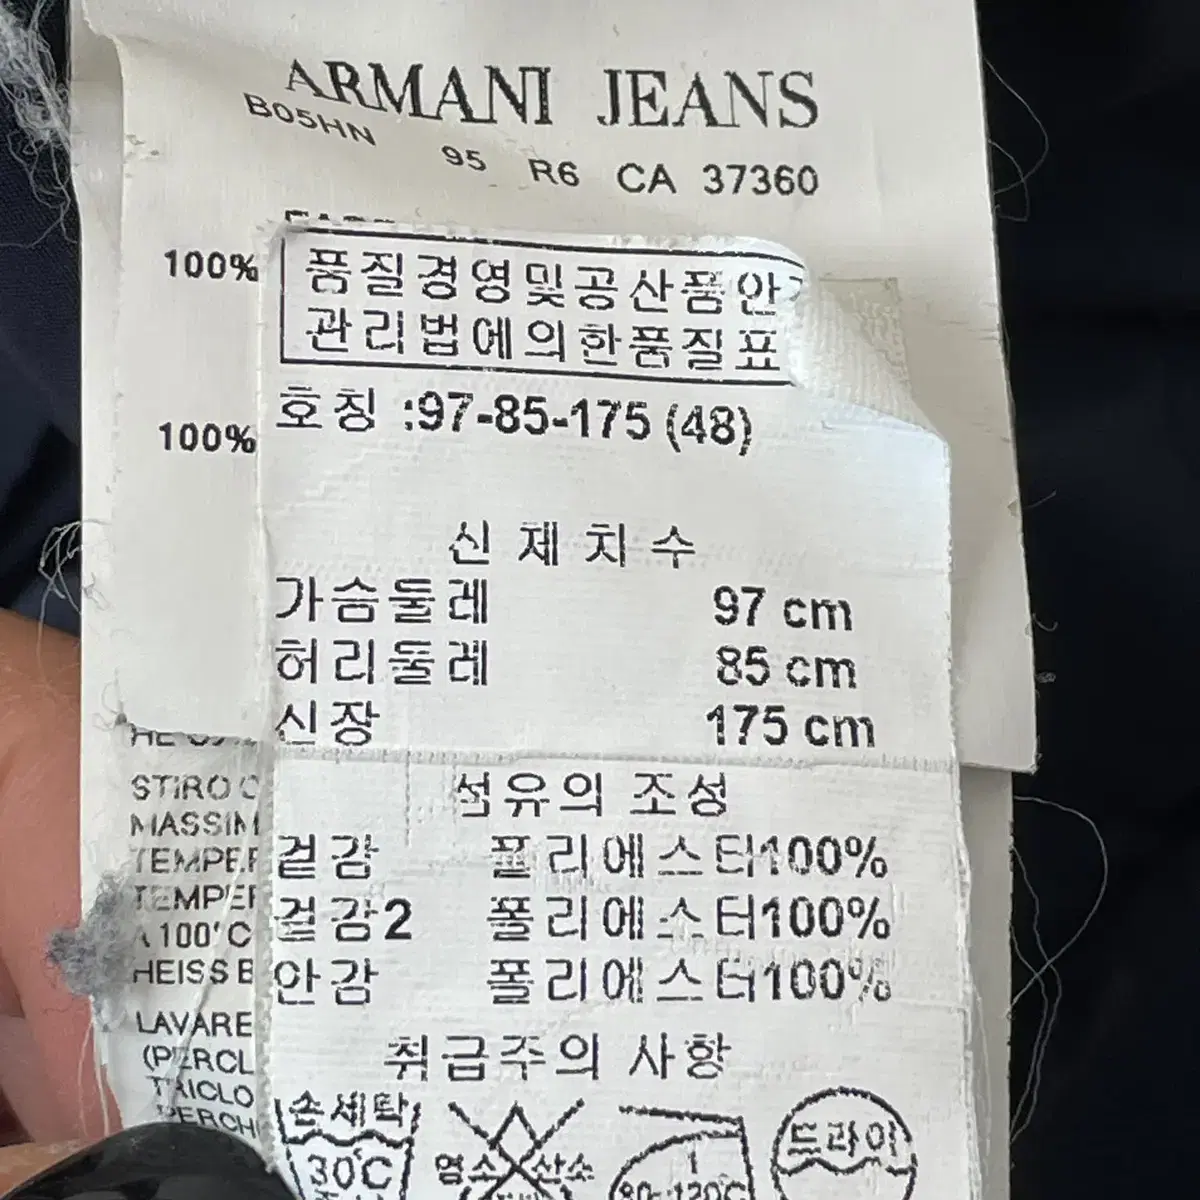 ARMANI JEANS
B05HN 95 R6 CA 37360
100%
품질경영및공산품안
관리법에의한품질표
100%
호칭 :97-85-175 (48)
신제치수
가슴둘레 97 cm
허리둘레 85 cm
신장 175 cm
STIRO
MASSIM
TEMPER
TEMPER
A 100°C
HEISS B
LAVARE
(PERCL
TRICLO
PERCH
섬유의 조성
겉감 폴리에스터100%
겉감2 폴리에스터100%
안감 폴리에스터100%
취급주의 사항
손세탁
30℃
염소 산소
1
80~120℃
드라이